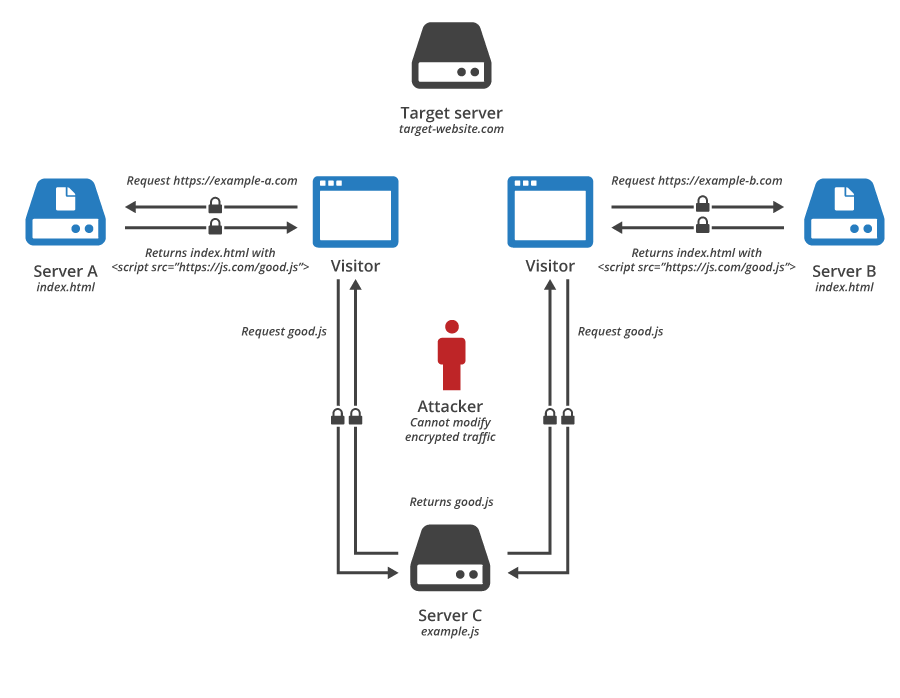 Target server
target-website.com
Request https://example-a.com
Request https://example-b.com
Returns index.html with
<script src=”https://js.com/good.js”>
Returns index.html with
<script src=”https://js.com/good.js”>
Server A
index.html
Visitor
Visitor
Server B
index.html
Request good.js
Request good.js
Attacker
Cannot modify
encrypted traffic
Returns good.js
Server C
example.js